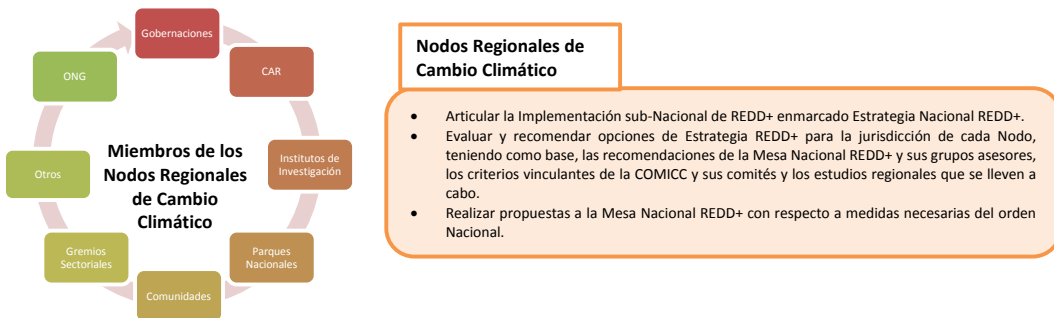 Gobernaciones
CAR
Institutos de
Investigación
Parques
Nacionales
Comunidades
Gremios
Sectoriales
Otros
ONG
Miembros de los
Nodos Regionales
de Cambio
Climático
Nodos Regionales de
Cambio Climático
• Articular la Implementación sub-Nacional de REDD+ enmarcado Estrategia Nacional REDD+.
• Evaluar y recomendar opciones de Estrategia REDD+ para la jurisdicción de cada Nodo,
teniendo como base, las recomendaciones de la Mesa Nacional REDD+ y sus grupos asesores,
los criterios vinculantes de la COMICC y sus comités y los estudios regionales que se lleven a
cabo.
• Realizar propuestas a la Mesa Nacional REDD+ con respecto a medidas necesarias del orden
Nacional.